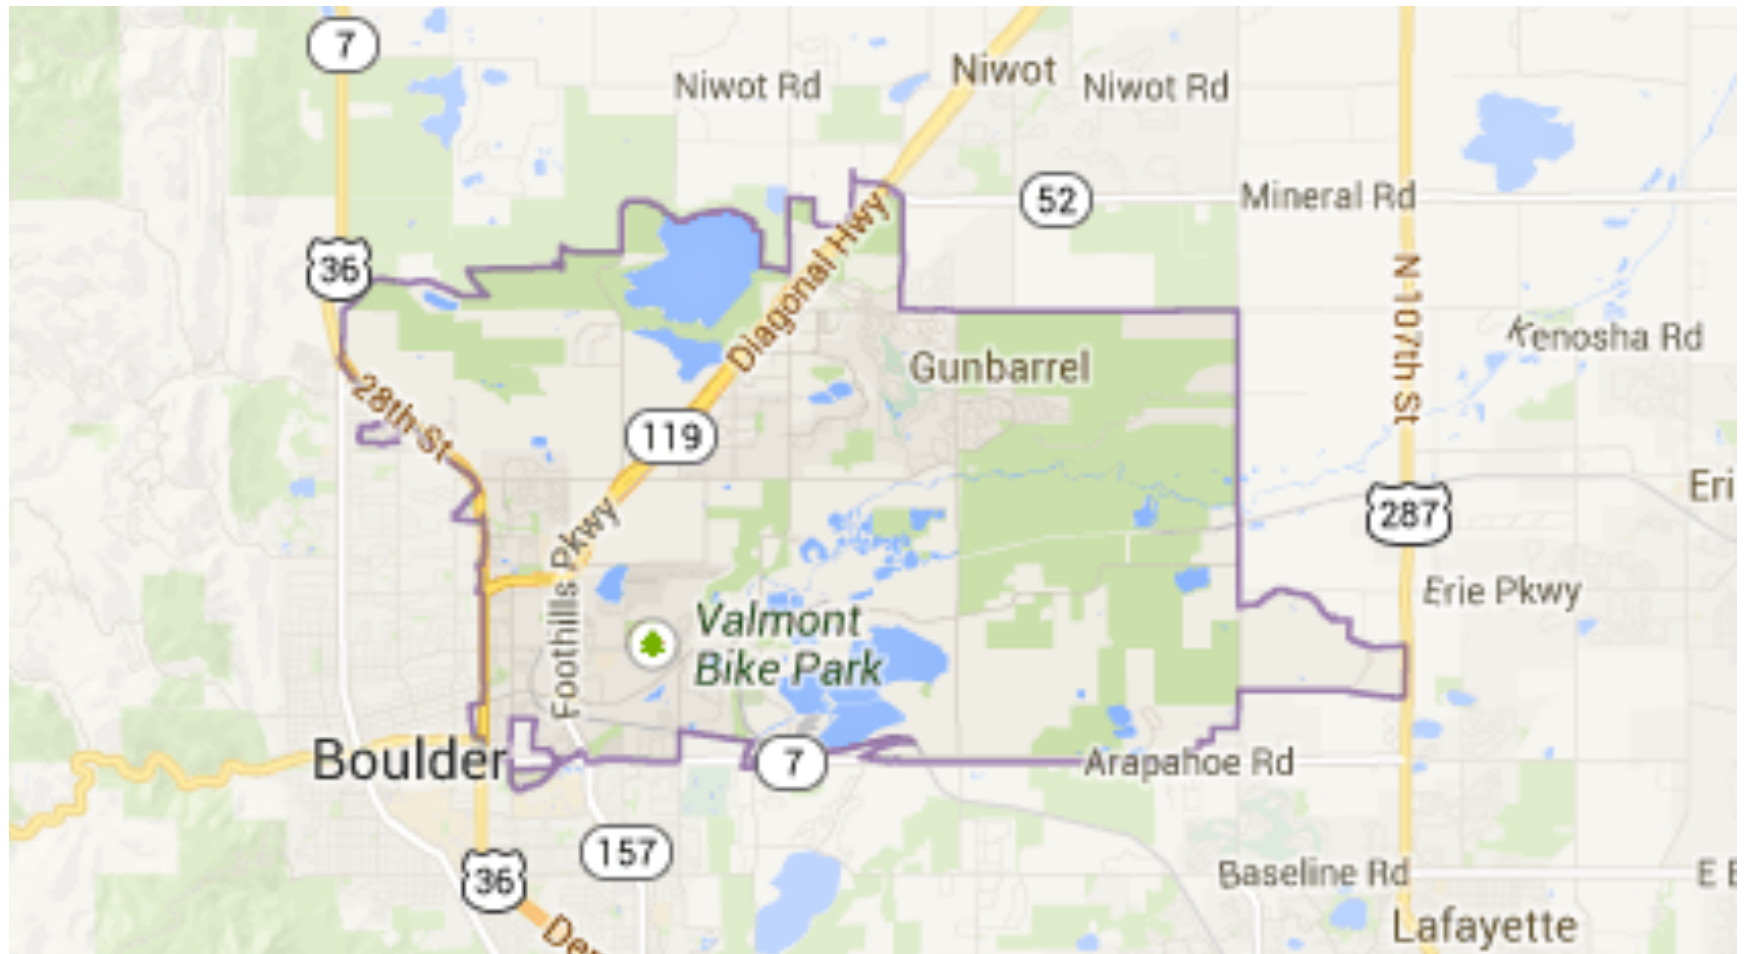 7
Niwot
Niwot Rd
Niwot Rd
52
Mineral Rd
36
Diagonal Hwy
N 107th St
Kenosha Rd
Gunbarrel
28th St
119
Eri
287
Foothills Pkwy
Erie Pkwy
Valmont
Bike Park
Boulder
7
Arapahoe Rd
157
36
Baseline Rd
E
Lafayette